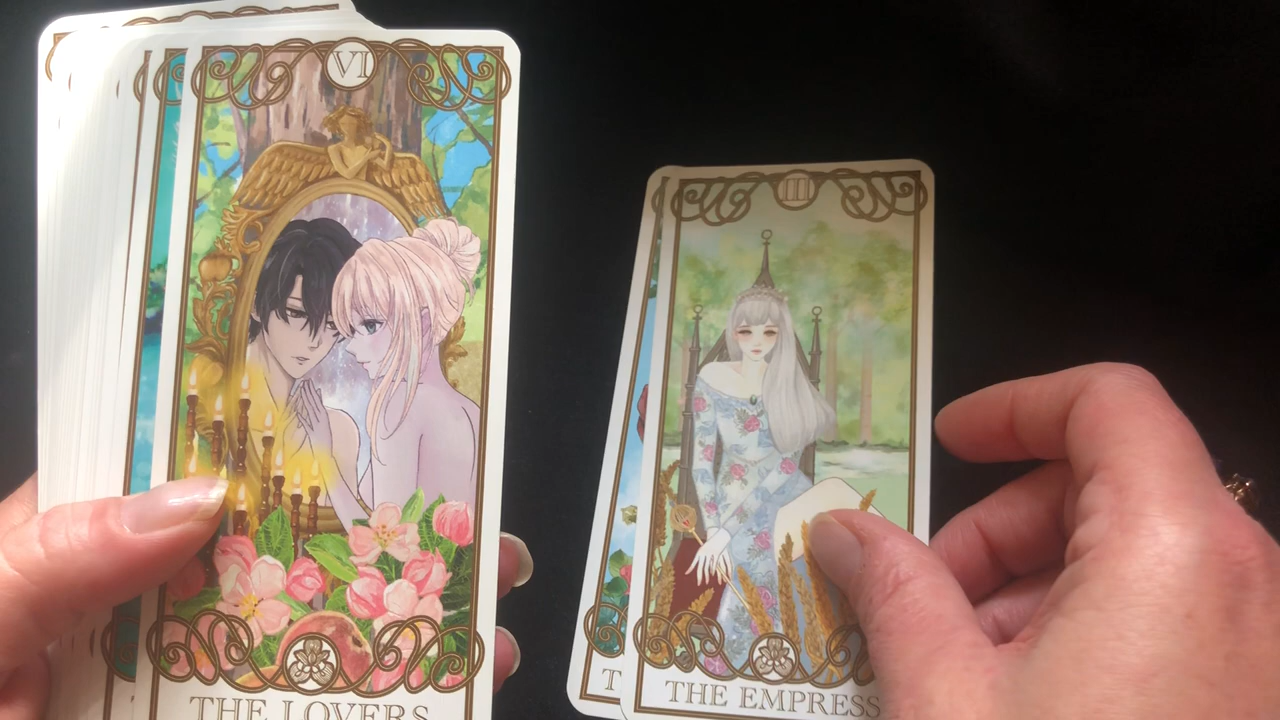 VI
THE LOVERS
III
THE EMPRESS
T